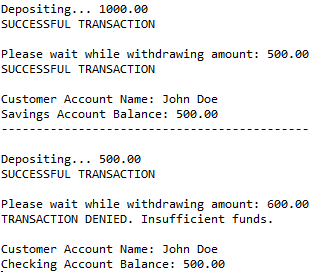 Depositing... 1000.00
SUCCESSFUL TRANSACTION
Please wait while withdrawing amount: 500.00
SUCCESSFUL TRANSACTION
Customer Account Name: John Doe
Savings Account Balance: 500.00
-----------------------------------------------
Depositing... 500.00
SUCCESSFUL TRANSACTION
Please wait while withdrawing amount: 600.00
TRANSACTION DENIED. Insufficient funds.
Customer Account Name: John Doe
Checking Account Balance: 500.00